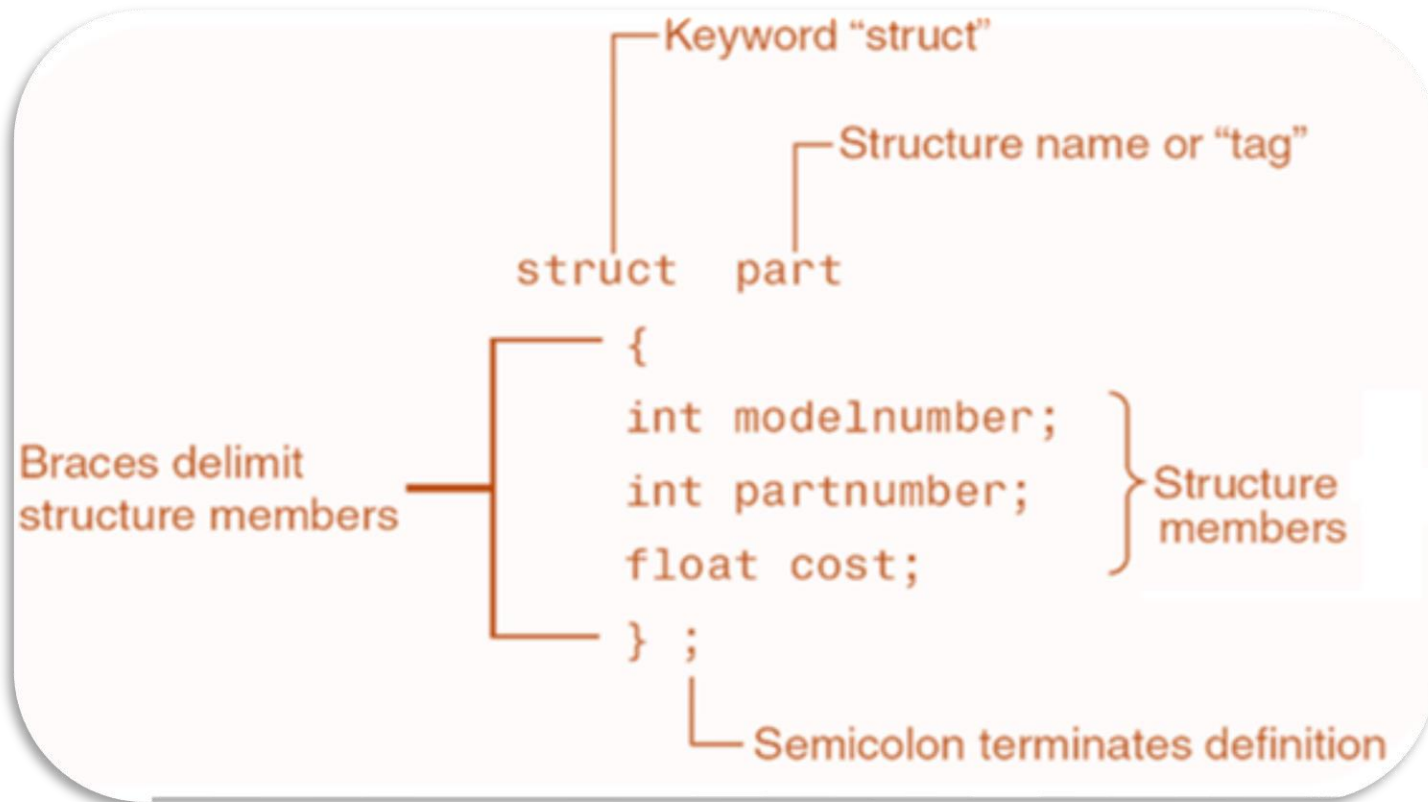 Keyword “struct”
Structure name or “tag”
struct part
{
int modelnumber;
Braces delimit
structure members
int partnumber;
Structure
members
float cost;
} ;
Semicolon terminates definition